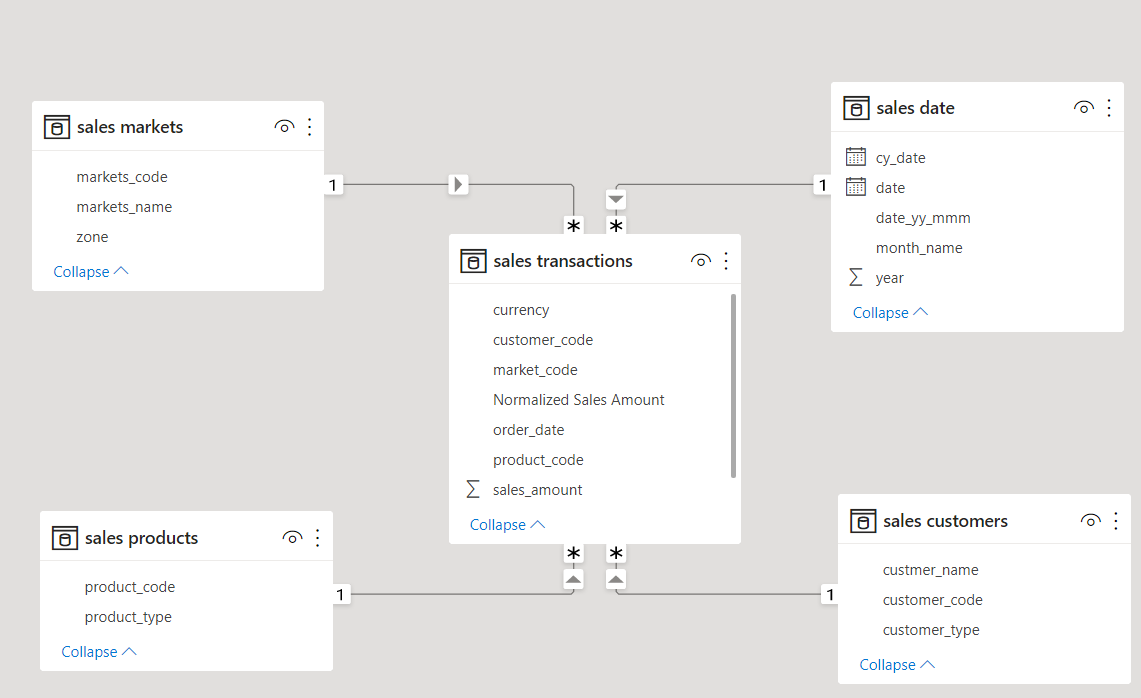 sales markets
markets_code
markets_name
zone
Collapse
1
*
sales date
cy_date
date
date_yy_mmm
month_name
Σ year
Collapse
1
*
sales transactions
currency
customer_code
market_code
Normalized Sales Amount
order_date
product_code
Σ sales_amount
Collapse
*
*
sales products
product_code
product_type
Collapse
1
sales customers
custmer_name
customer_code
customer_type
Collapse
1